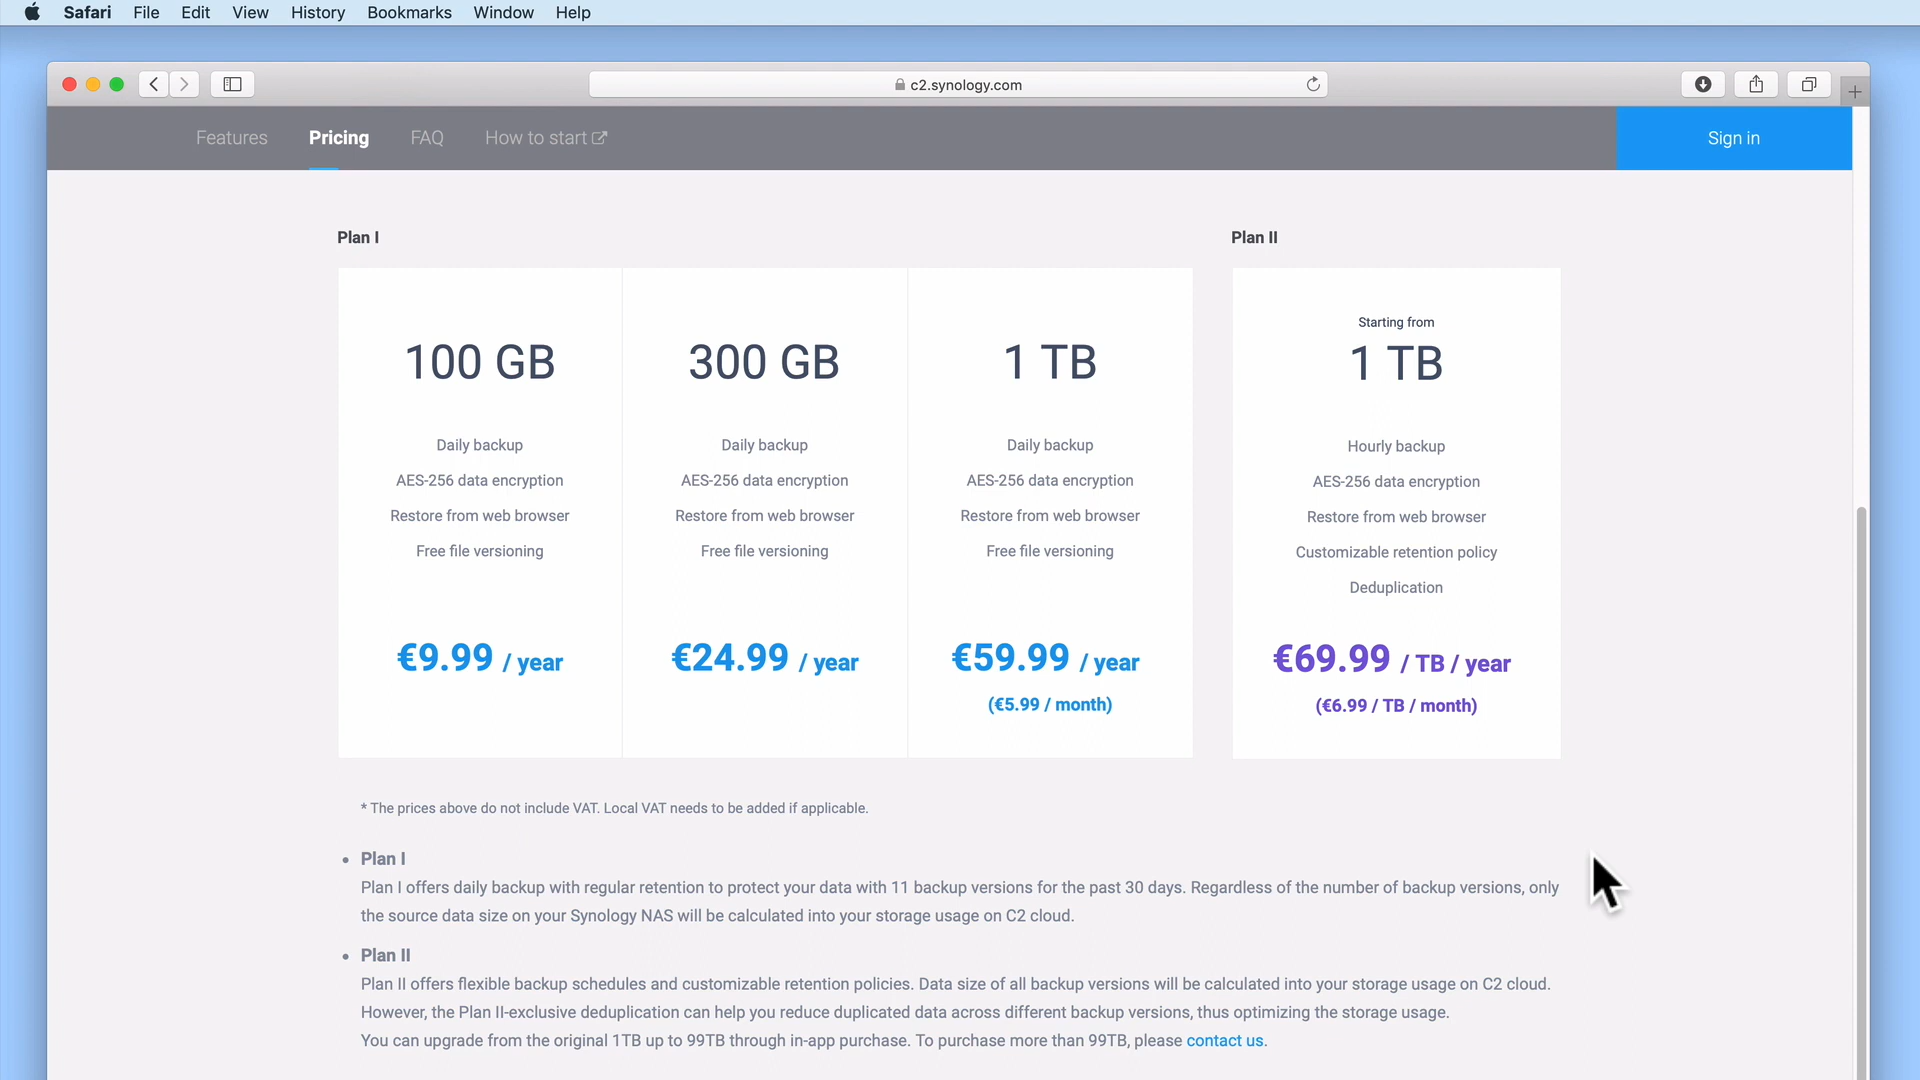 Safari File Edit View History Bookmarks Window Help
c2.synology.com
Features Pricing FAQ How to start Sign in
Plan I
100 GB
Daily backup
AES-256 data encryption
Restore from web browser
Free file versioning
€9.99 / year
300 GB
Daily backup
AES-256 data encryption
Restore from web browser
Free file versioning
€24.99 / year
1 TB
Daily backup
AES-256 data encryption
Restore from web browser
Free file versioning
€59.99 / year
(€5.99 / month)
Plan II
Starting from
1 TB
Hourly backup
AES-256 data encryption
Restore from web browser
Customizable retention policy
Deduplication
€69.99 / TB / year
(€6.99 / TB / month)
* The prices above do not include VAT. Local VAT needs to be added if applicable.
• Plan I
Plan I offers daily backup with regular retention to protect your data with 11 backup versions for the past 30 days. Regardless of the number of backup versions, only
the source data size on your Synology NAS will be calculated into your storage usage on C2 cloud.
• Plan II
Plan II offers flexible backup schedules and customizable retention policies. Data size of all backup versions will be calculated into your storage usage on C2 cloud.
However, the Plan II-exclusive deduplication can help you reduce duplicated data across different backup versions, thus optimizing the storage usage.
You can upgrade from the original 1TB up to 99TB through in-app purchase. To purchase more than 99TB, please contact us.